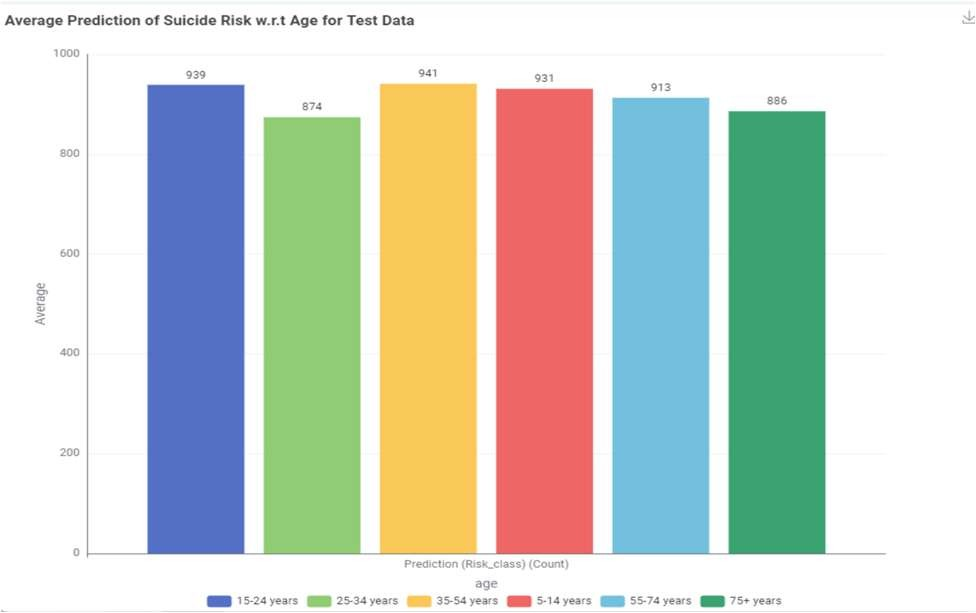 Average Prediction of Suicide Risk w.r.t Age for Test Data
1000
800
600
400
200
0
Average
939
874
941
931
913
886
Prediction (Risk_class) (Count)
age
15-24 years 25-34 years 35-54 years 5-14 years 55-74 years 75+ years